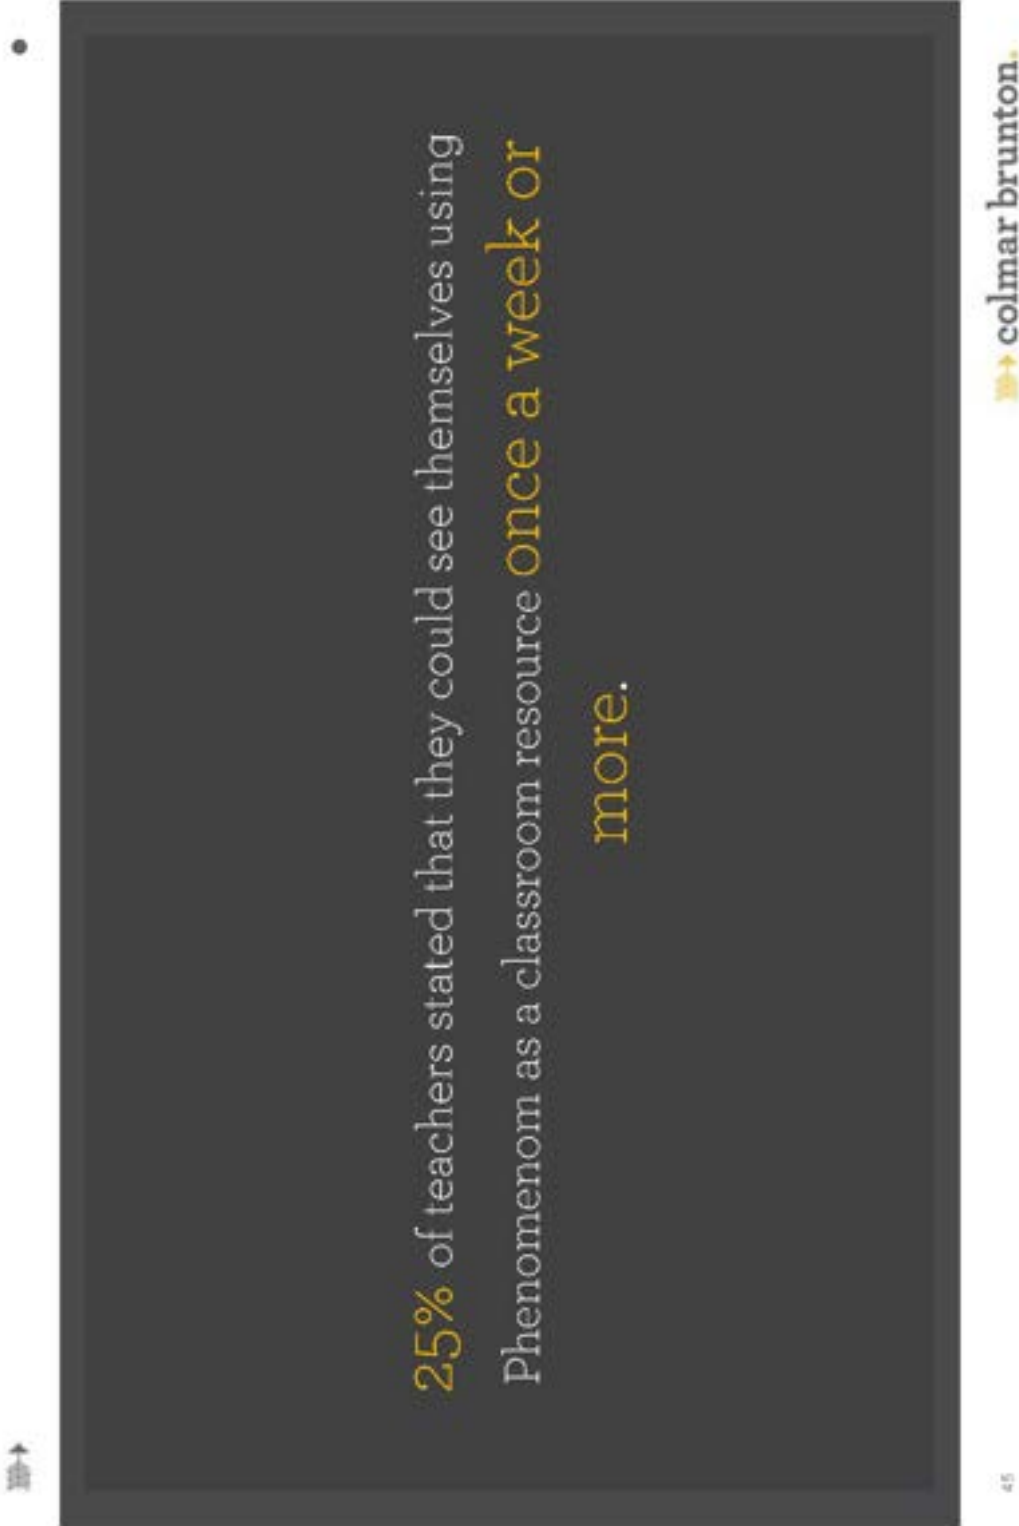 25% of teachers stated that they could see themselves using
Phenomenom as a classroom resource once a week or
more.
45
colmar brunton.